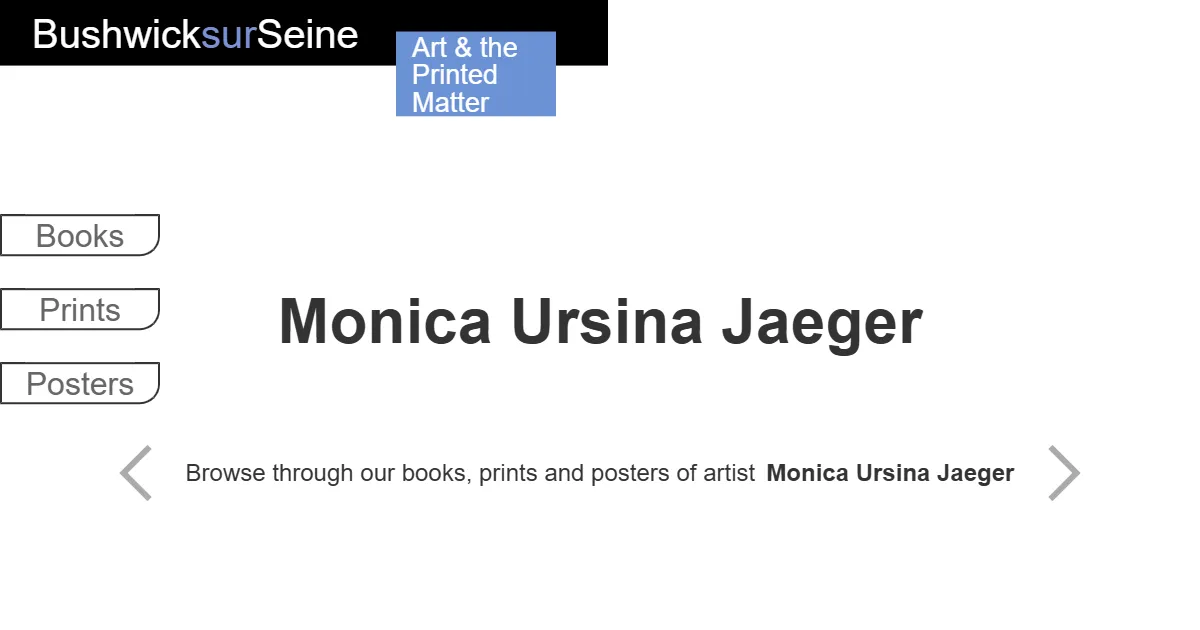 BushwicksurSeine
Art & the
Printed
Matter
Books
Prints
Posters
Monica Ursina Jaeger
Browse through our books, prints and posters of artist Monica Ursina Jaeger